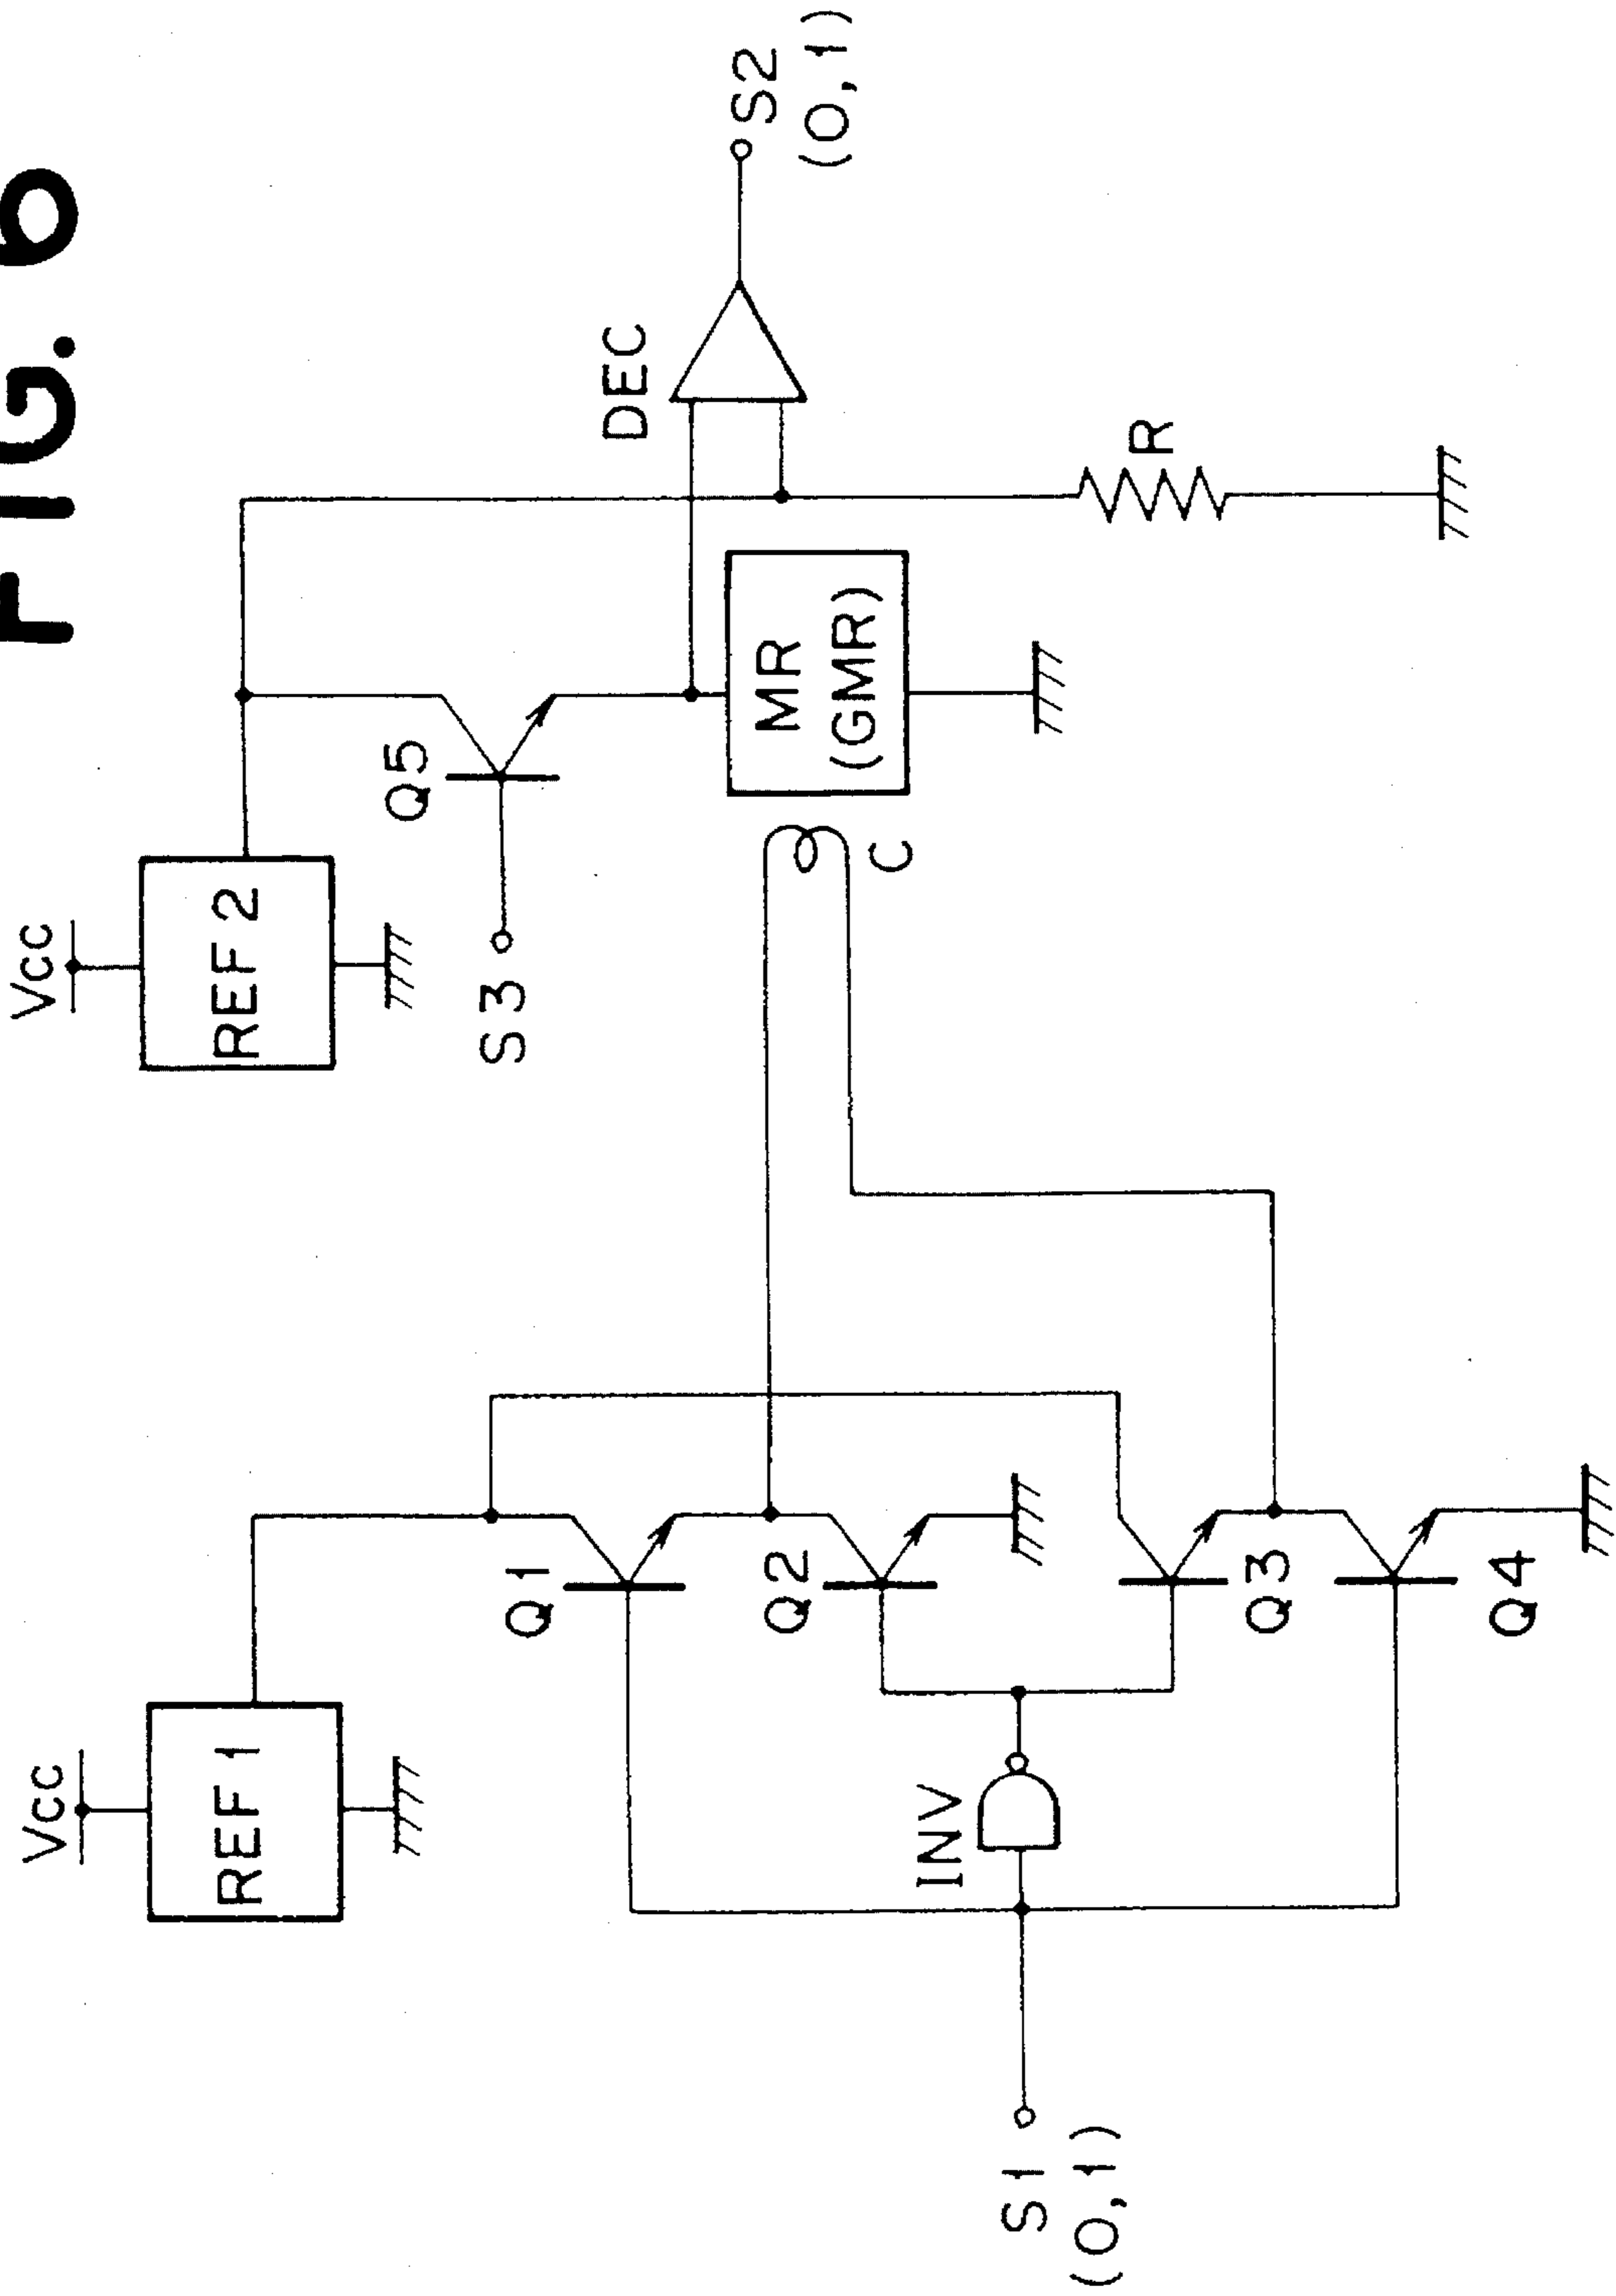 FIG. 6
Vcc
REF 1
Vcc
REF 2
S3
Q5
DEC
S2
(0,1)
MR
(GMR)
R
C
Q1
Q2
INV
S1
(0,1)
Q3
Q4